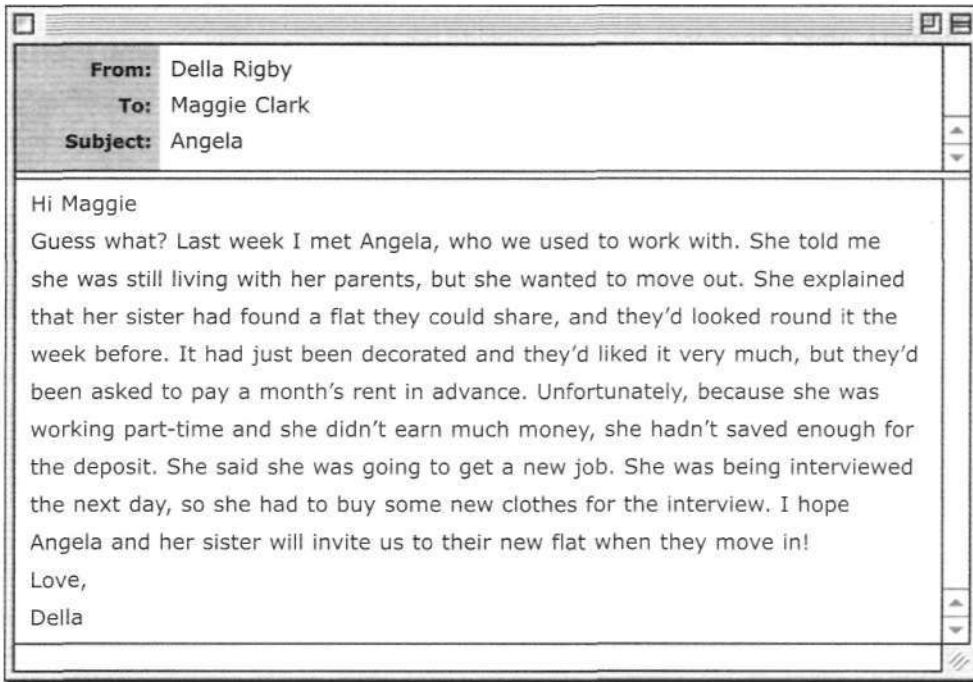 From: Della Rigby
To: Maggie Clark
Subject: Angela
Hi Maggie
Guess what? Last week I met Angela, who we used to work with. She told me
she was still living with her parents, but she wanted to move out. She explained
that her sister had found a flat they could share, and they'd looked round it the
week before. It had just been decorated and they'd liked it very much, but they'd
been asked to pay a month's rent in advance. Unfortunately, because she was
working part-time and she didn't earn much money, she hadn't saved enough for
the deposit. She said she was going to get a new job. She was being interviewed
the next day, so she had to buy some new clothes for the interview. I hope
Angela and her sister will invite us to their new flat when they move in!
Love,
Della